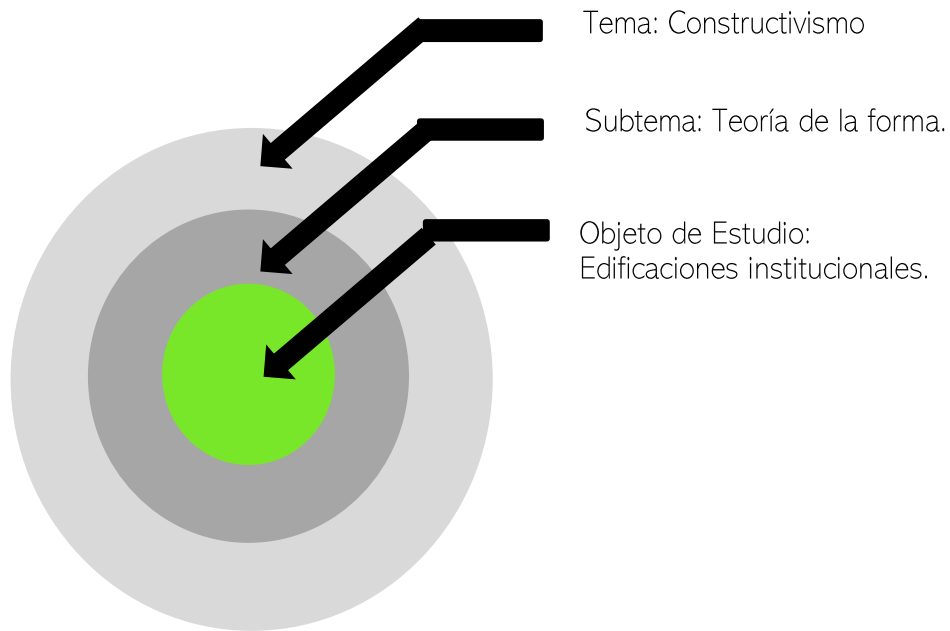 Tema: Constructivismo
Subtema: Teoría de la forma.
Objeto de Estudio:
Edificaciones institucionales.